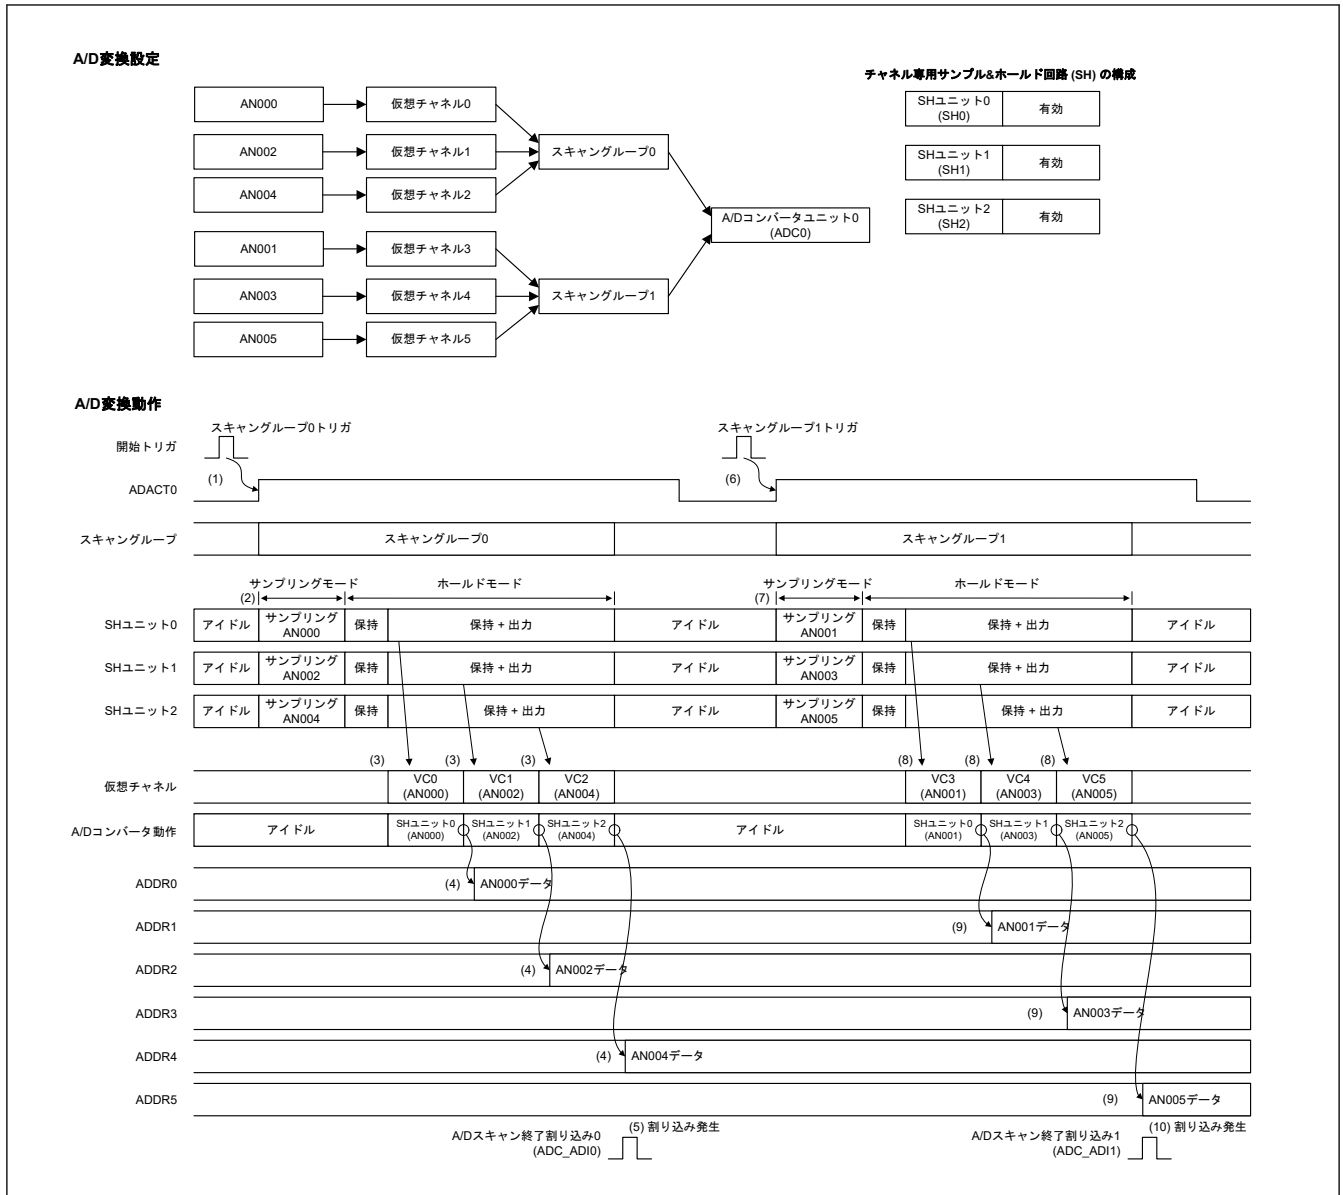 A/D変換設定
チャネル専用サンプル&ホールド回路 (SH) の構成
AN000
仮想チャネル0
AN002
仮想チャネル1
スキャングループ0
AN004
仮想チャネル2
A/Dコンバータユニット0
(ADC0)
AN001
仮想チャネル3
AN003
仮想チャネル4
スキャングループ1
AN005
仮想チャネル5
SHユニット0
(SH0)
有効
SHユニット1
(SH1)
有効
SHユニット2
(SH2)
有効
A/D変換動作
スキャングループ0トリガ
スキャングループ1トリガ
開始トリガ
(1)
(6)
ADACT0
スキャングループ
スキャングループ0
スキャングループ1
サンプリングモード
ホールドモード
サンプリングモード
ホールドモード
(2)
(7)
SHユニット0
アイドル
サンプリング
AN000
保持
保持 + 出力
アイドル
サンプリング
AN001
保持
保持 + 出力
アイドル
SHユニット1
アイドル
サンプリング
AN002
保持
保持 + 出力
アイドル
サンプリング
AN003
保持
保持 + 出力
アイドル
SHユニット2
アイドル
サンプリング
AN004
保持
保持 + 出力
アイドル
サンプリング
AN005
保持
保持 + 出力
アイドル
(3)
(3)
(3)
(8)
(8)
(8)
仮想チャネル
VC0
(AN000)
VC1
(AN002)
VC2
(AN004)
VC3
(AN001)
VC4
(AN003)
VC5
(AN005)
A/Dコンバータ動作
アイドル
SHユニット0
(AN000)
SHユニット1
(AN002)
SHユニット2
(AN004)
アイドル
SHユニット0
(AN001)
SHユニット1
(AN003)
SHユニット2
(AN005)
ADDR0
(4)
AN000データ
ADDR1
(9)
AN001データ
ADDR2
(4)
AN002データ
ADDR3
(9)
AN003データ
ADDR4
(4)
AN004データ
ADDR5
(9)
AN005データ
A/Dスキャン終了割り込み0
(ADC_ADI0)
(5) 割り込み発生
A/Dスキャン終了割り込み1
(ADC_ADI1)
(10) 割り込み発生